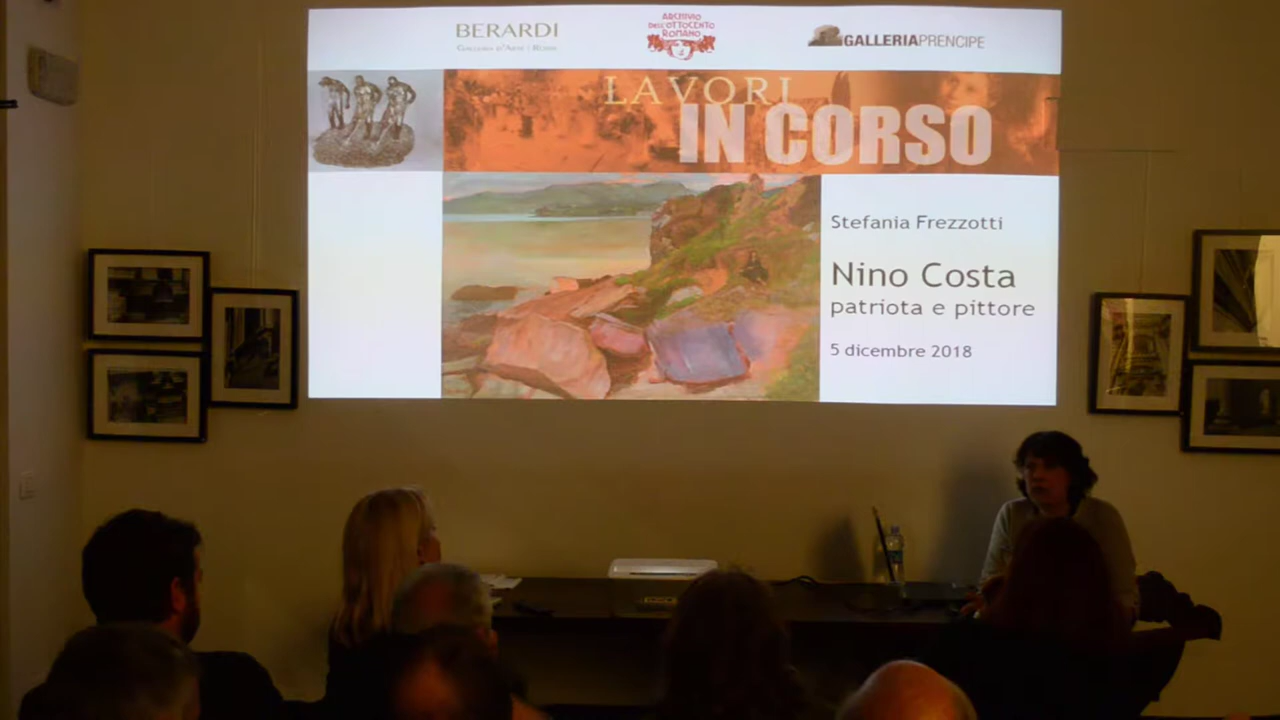 BERARDI
GALLERIA D'ARTE | ROMA
ARCHIVIO
DELL'OTTOCENTO
ROMANO
GALLERIAPRENCIPE
LAVORI
IN CORSO
Stefania Frezzotti
Nino Costa
patriota e pittore
5 dicembre 2018